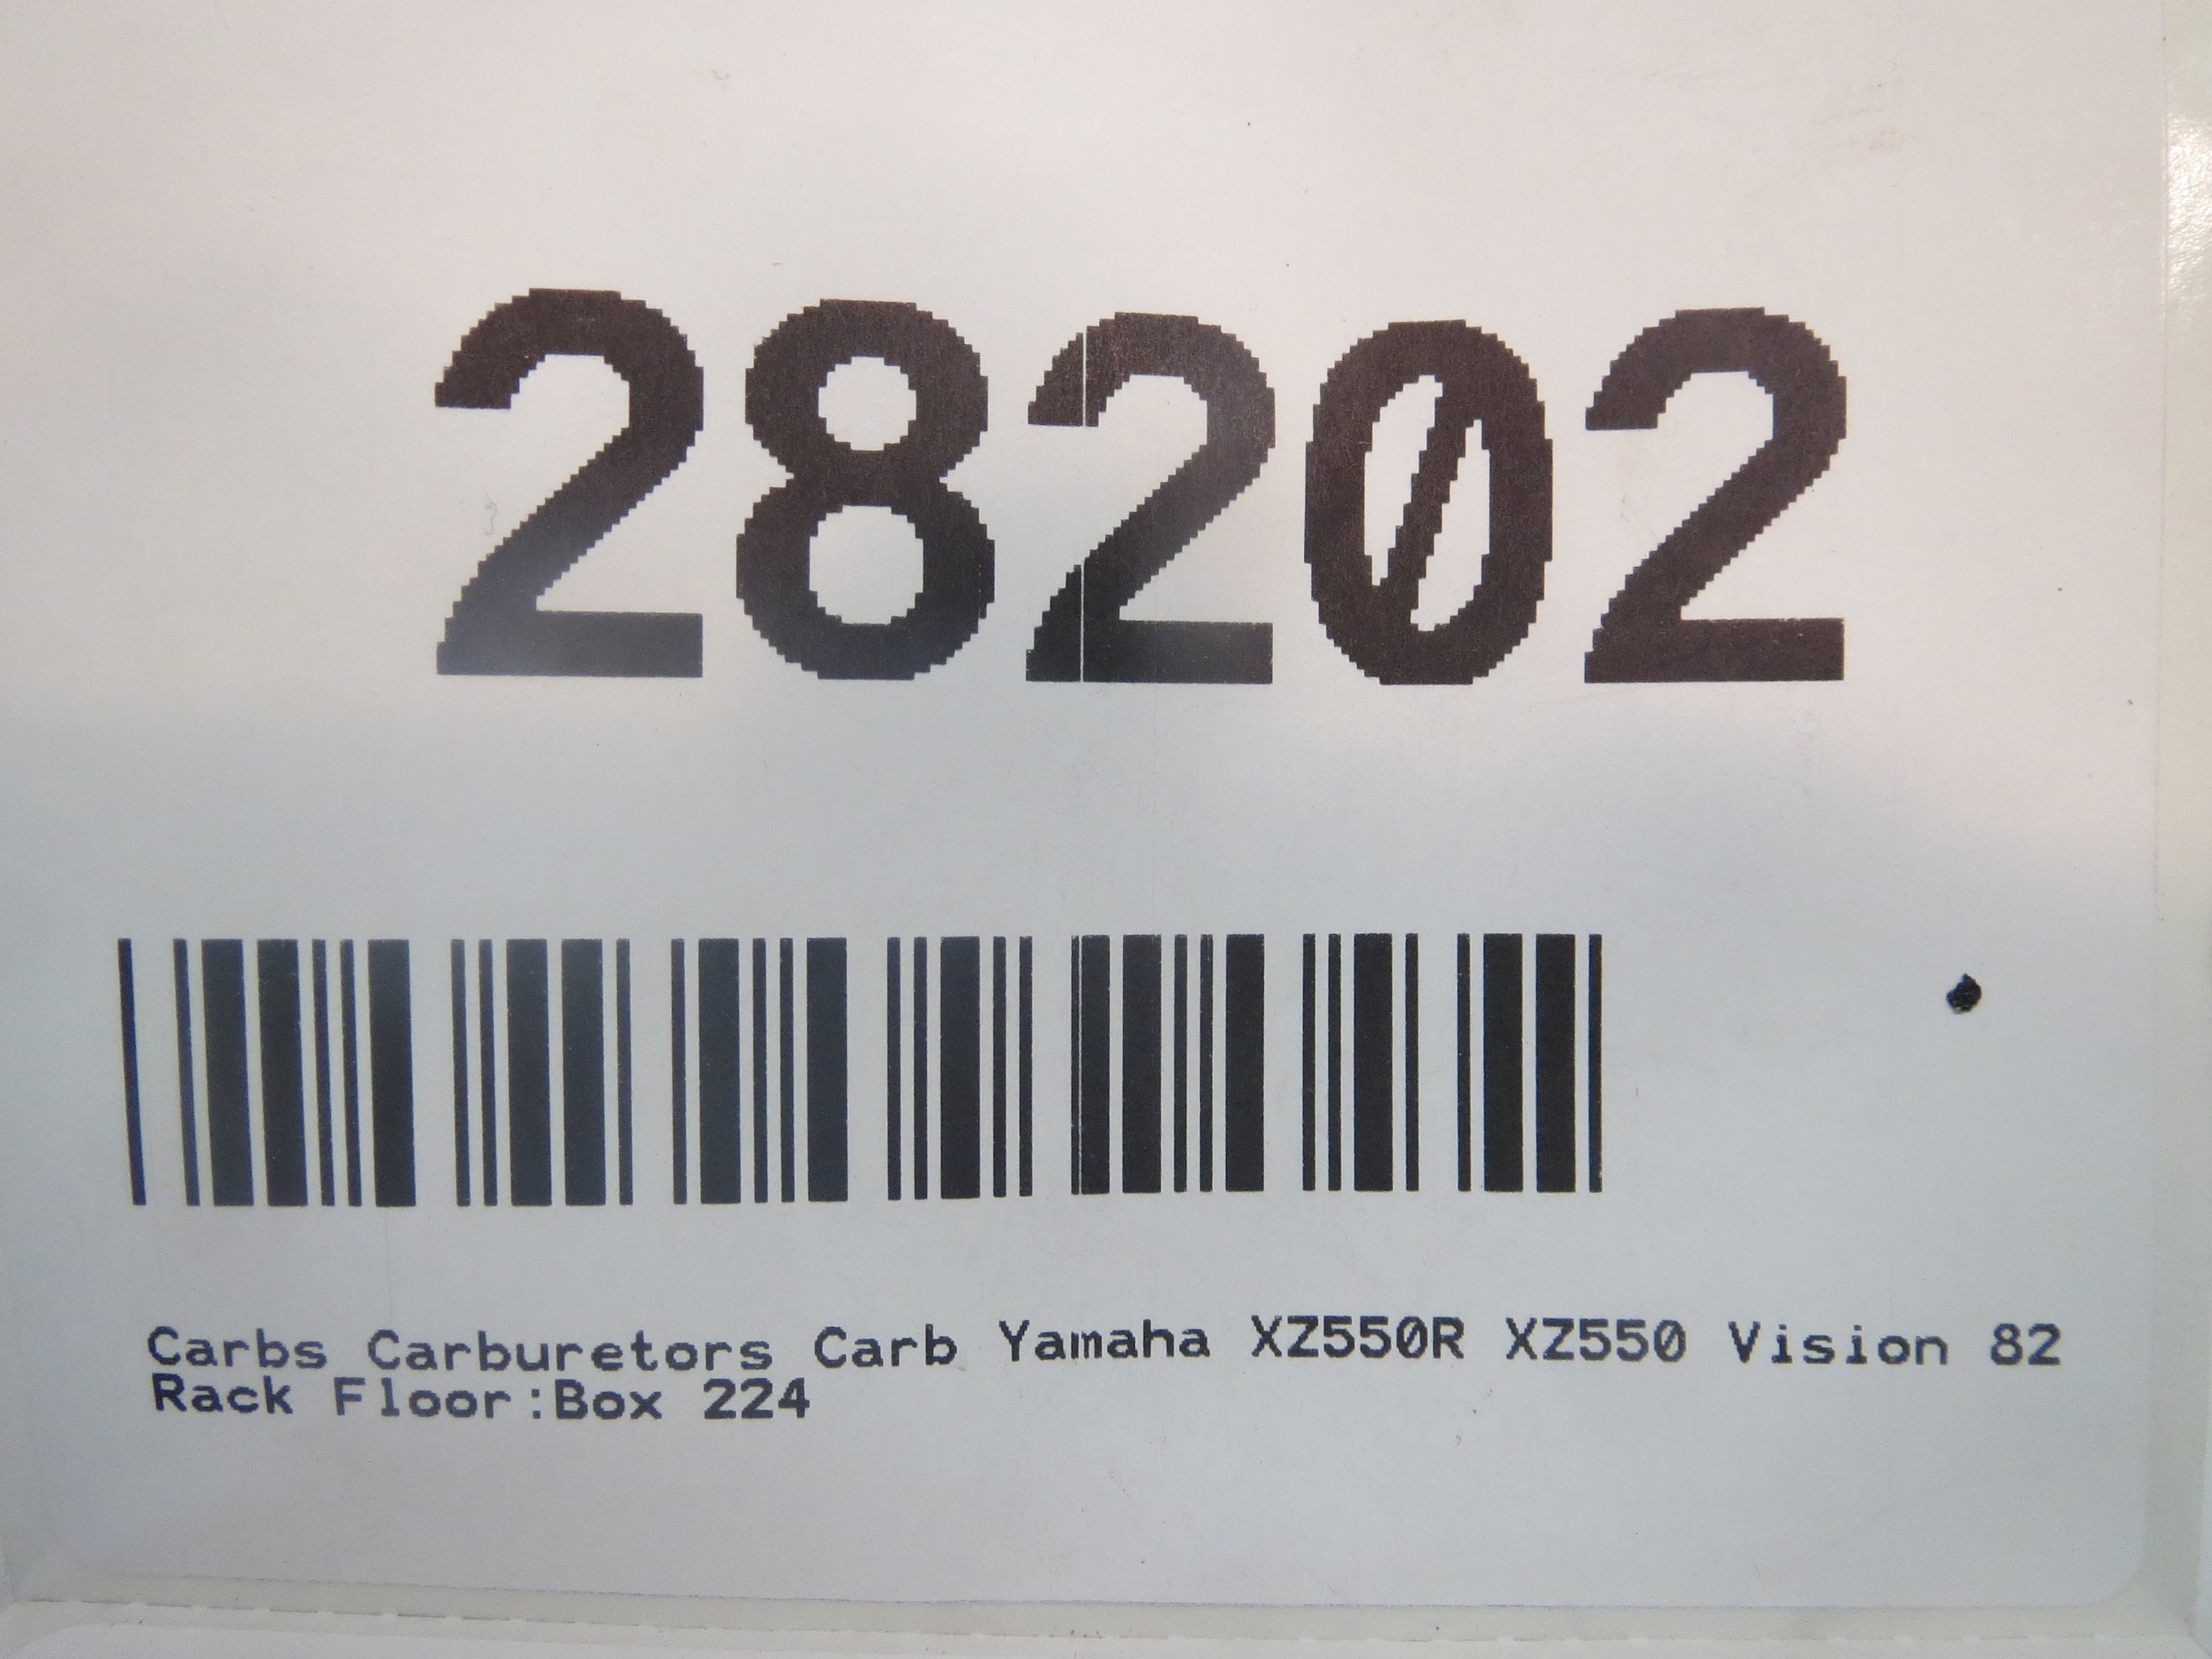 28202
Carbs Carburetors Carb Yamaha XZ550R XZ550 Vision 82
Rack Floor:Box 224